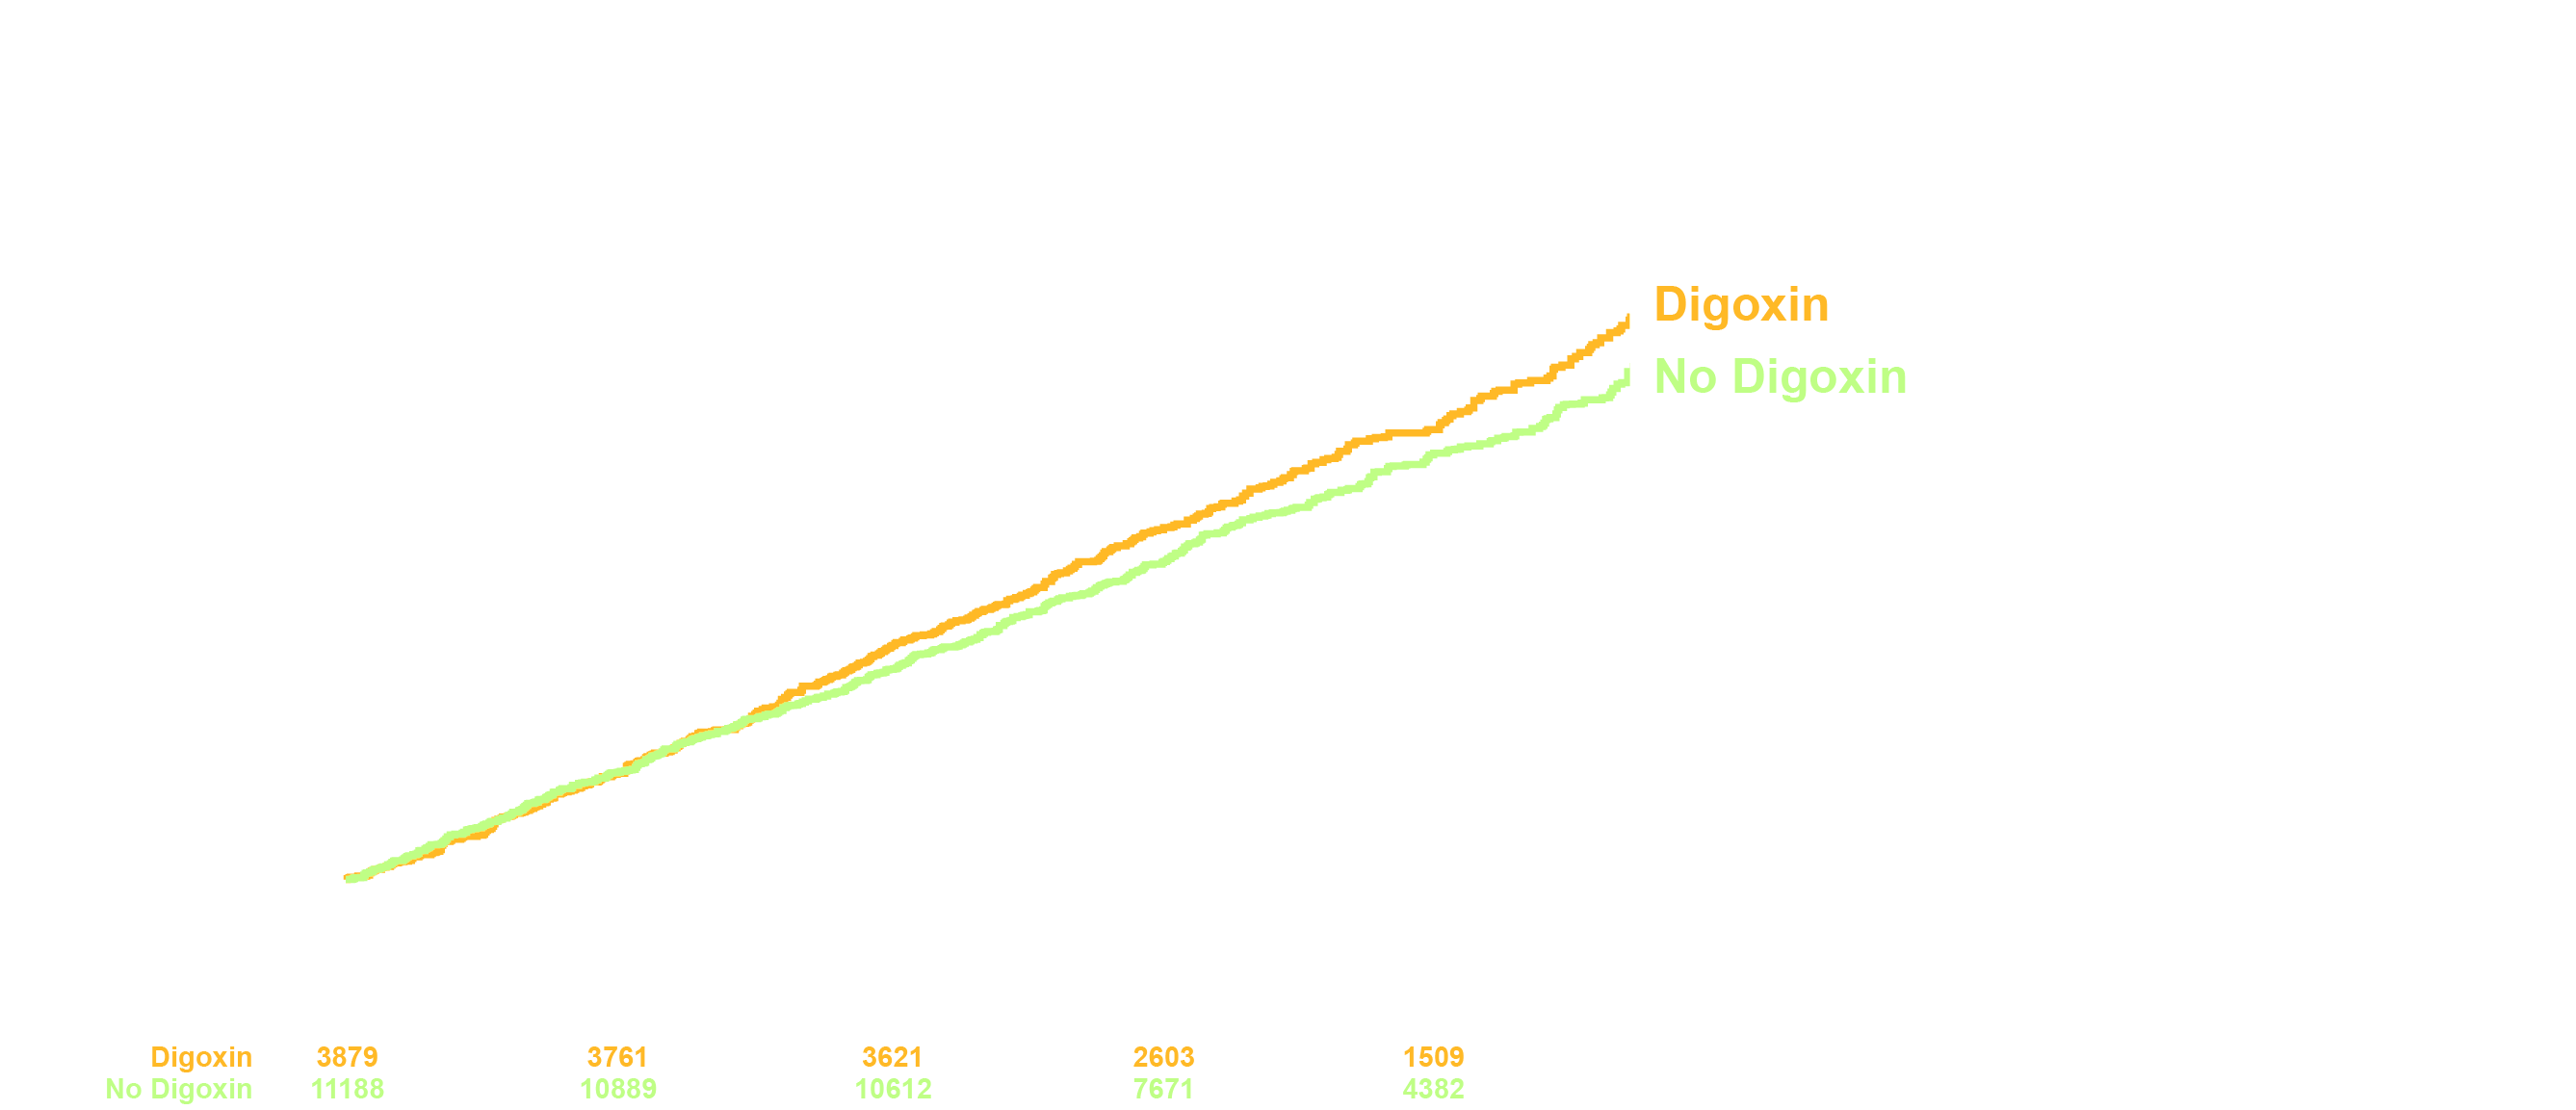 Digoxin
No Digoxin
Digoxin 3879 3761 3621 2603 1509
No Digoxin 11188 10889 10612 7671 4382